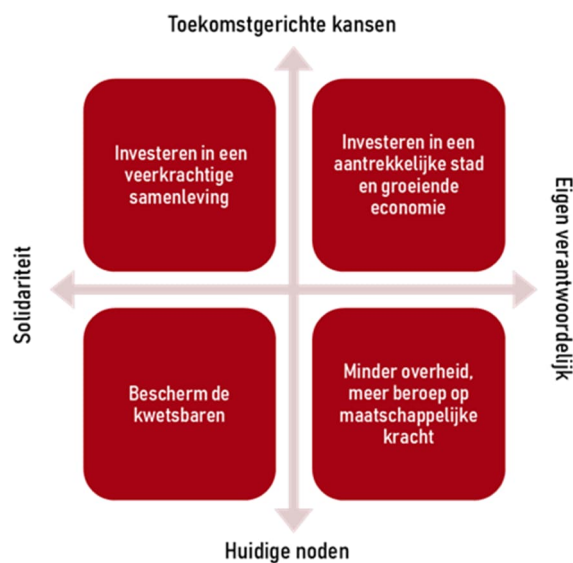 Toekomstgerichte kansen
Investeren in een
veerkrachtige
samenleving
Investeren in een
aantrekkelijke stad
en groeiende
economie
Solidariteit
Eigen verantwoordelijk
Bescherm de
kwetsbaren
Minder overheid,
meer beroep op
maatschappelijke
kracht
Huidige noden